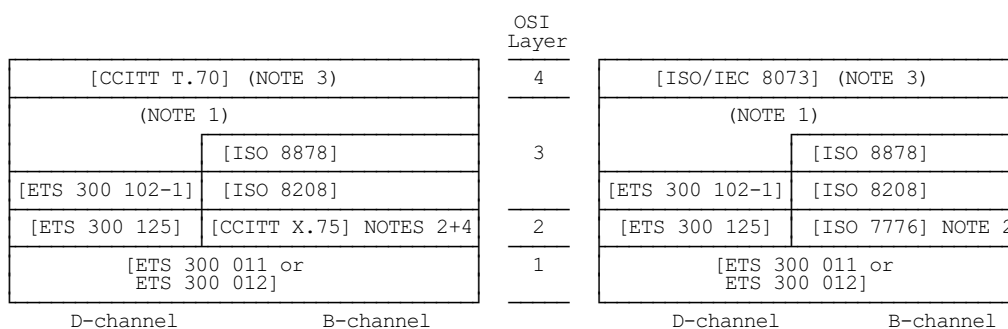 OSI
Layer
[CCITT T.70] (NOTE 3) 4 [ISO/IEC 8073] (NOTE 3)
(NOTE 1) (NOTE 1)
[ISO 8878] 3 [ISO 8878]
[ETS 300 102-1] [ISO 8208] [ETS 300 102-1] [ISO 8208]
[ETS 300 125] [CCITT X.75] NOTES 2+4 2 [ETS 300 125] [ISO 7776] NOTE 2
[ETS 300 011 or 1 [ETS 300 011 or
ETS 300 012] ETS 300 012]
D-channel B-channel D-channel B-channel